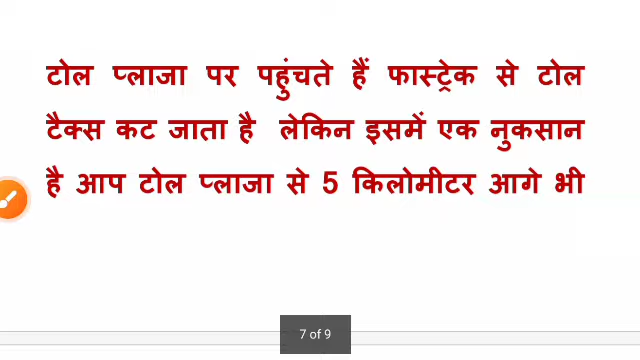 टोल प्लाजा पर पहुंचते हैं फास्ट्रेक से टोल
टैक्स कट जाता है लेकिन इसमें एक नुकसान
है आप टोल प्लाजा से 5 किलोमीटर आगे भी
7 of 9